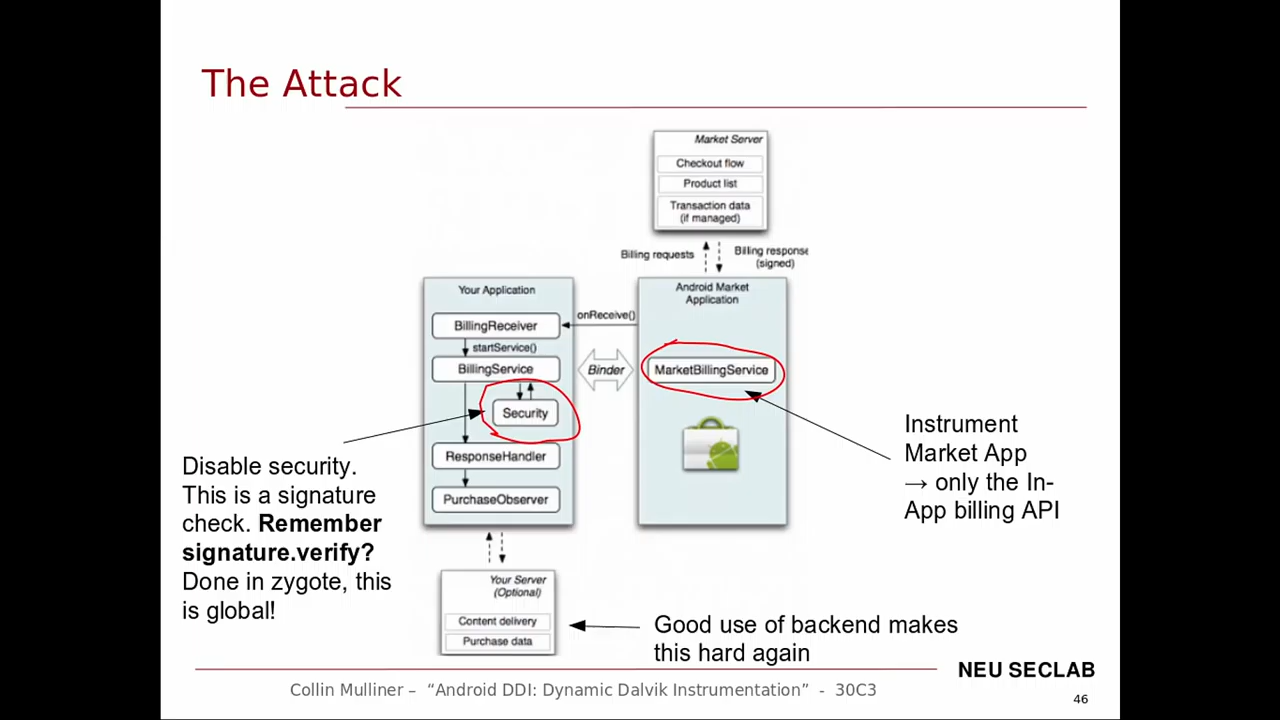 The Attack
Market Server
Checkout flow
Product list
Transaction data
(if managed)
Billing requests
Billing response
(signed)
Your Application
Android Market
Application
BillingReceiver
onReceive()
startService()
BillingService
Binder
MarketBillingService
Security
ResponseHandler
PurchaseObserver
Disable security.
This is a signature
check. Remember
signature.verify?
Done in zygote, this
is global!
Instrument
Market App
→ only the In-
App billing API
Your Server
(Optional)
Content delivery
Purchase data
Good use of backend makes
this hard again
NEU SECLAB
Collin Mulliner – “Android DDI: Dynamic Dalvik Instrumentation” - 30C3
46